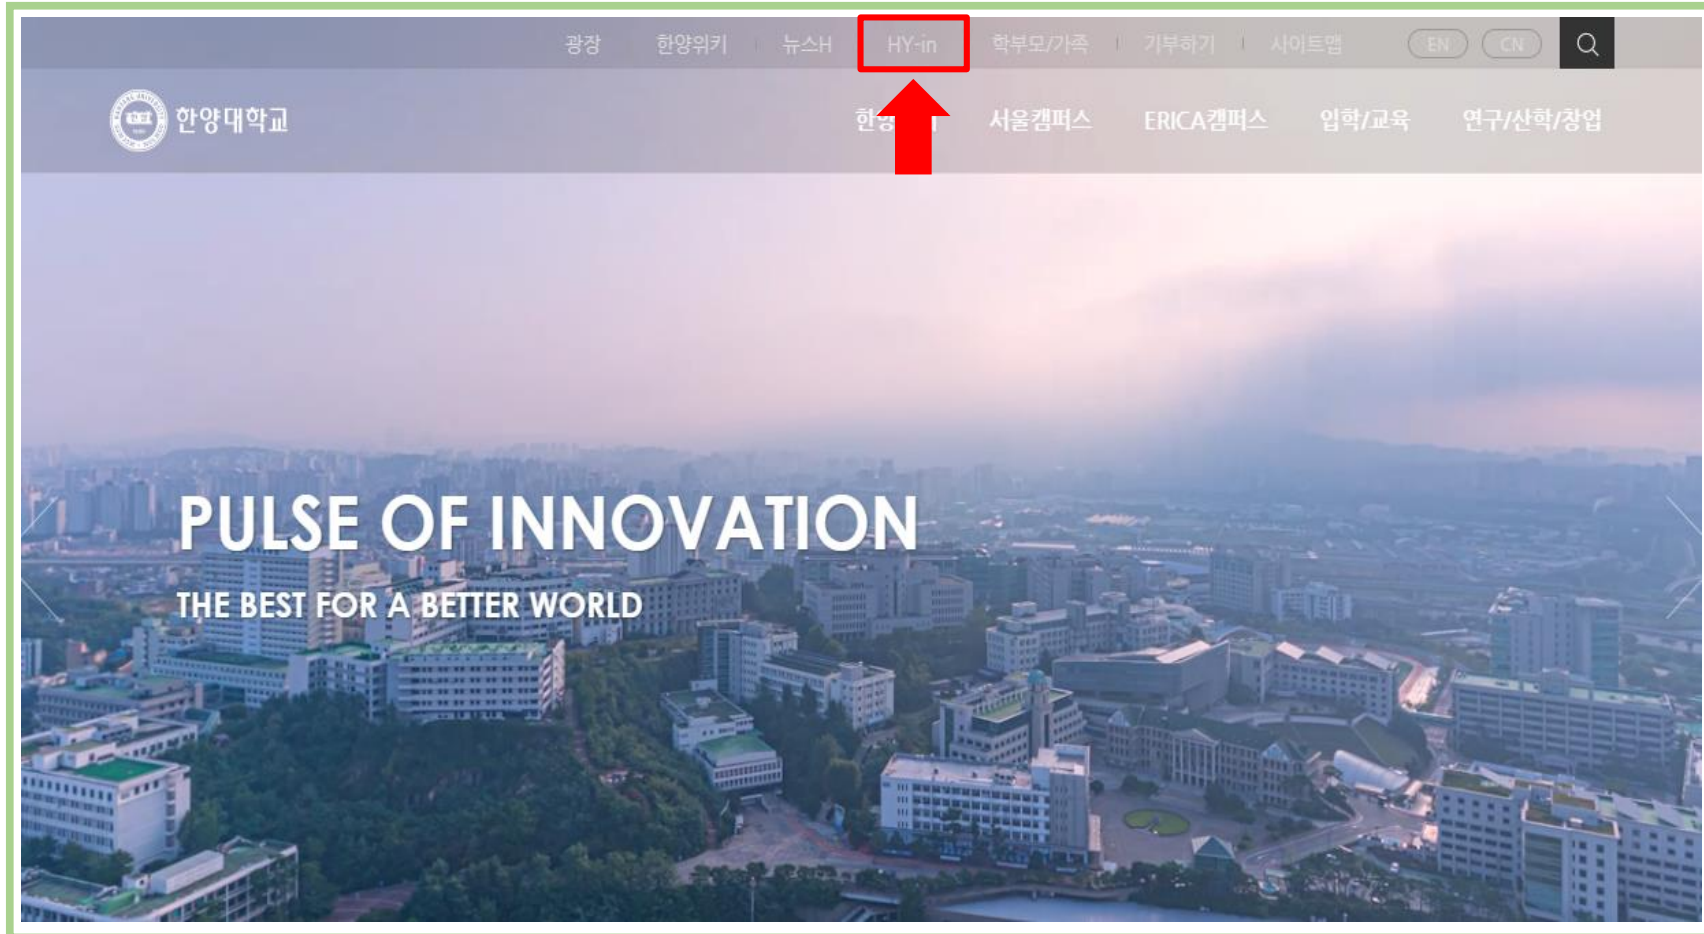 광장 한양위키 뉴스H HY-in 학부모/가족 기부하기 사이트맵 EN CN
한양대학교
서울캠퍼스 ERICA캠퍼스 입학/교육 연구/산학/창업
PULSE OF INNOVATION
THE BEST FOR A BETTER WORLD